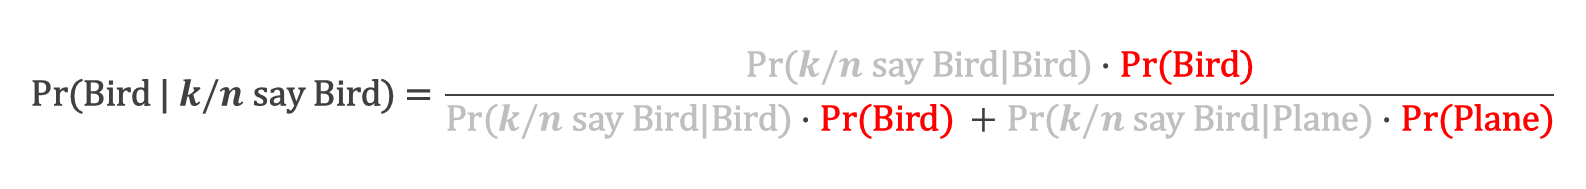 Pr(k/n say Bird|Bird) · Pr(Bird)
Pr(Bird | k/n say Bird) =
Pr(k/n say Bird|Bird) · Pr(Bird) + Pr(k/n say Bird|Plane) · Pr(Plane)